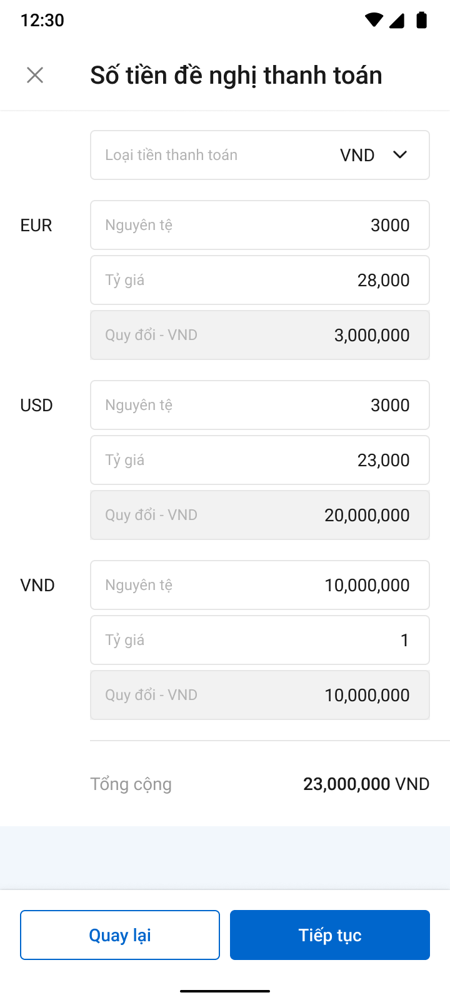 12:30
Số tiền đề nghị thanh toán
Loại tiền thanh toán VND
EUR Nguyên tệ 3000
Tỷ giá 28,000
Quy đổi - VND 3,000,000
USD Nguyên tệ 3000
Tỷ giá 23,000
Quy đổi - VND 20,000,000
VND Nguyên tệ 10,000,000
Tỷ giá 1
Quy đổi - VND 10,000,000
Tổng cộng 23,000,000 VND
Quay lại Tiếp tục